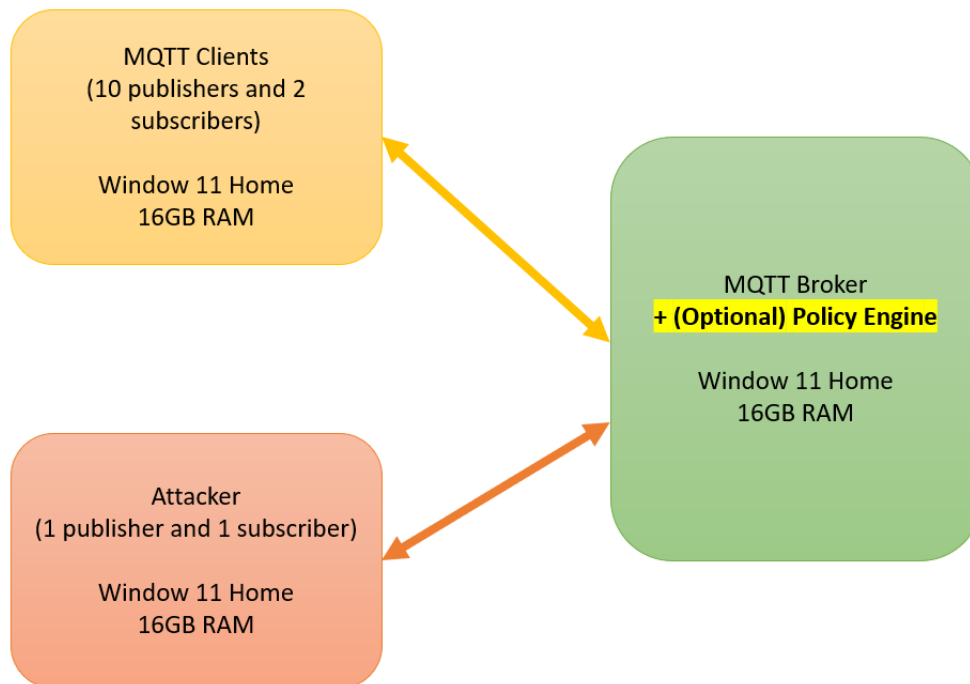 MQTT Clients
(10 publishers and 2
subscribers)
Window 11 Home
16GB RAM
MQTT Broker
+ (Optional) Policy Engine
Window 11 Home
16GB RAM
Attacker
(1 publisher and 1 subscriber)
Window 11 Home
16GB RAM